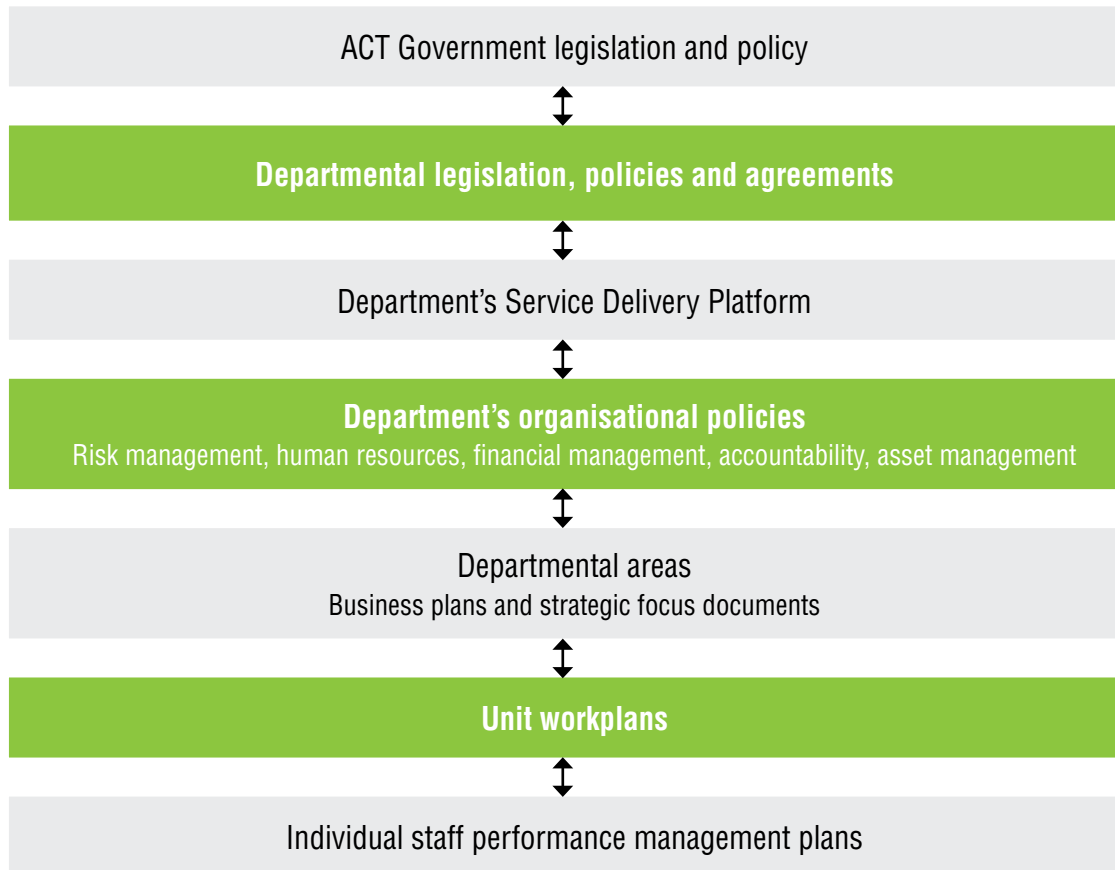 ACT Government legislation and policy
Departmental legislation, policies and agreements
Department’s Service Delivery Platform
Department’s organisational policies
Risk management, human resources, financial management, accountability, asset management
Departmental areas
Business plans and strategic focus documents
Unit workplans
Individual staff performance management plans